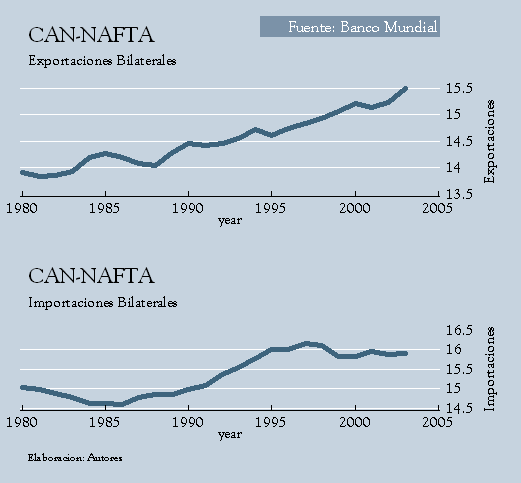 Fuente: Banco Mundial
CAN-NAFTA
Exportaciones Bilaterales
15.5
15
14.5
14
13.5
Exportaciones
1980 1985 1990 1995 2000 2005
year
CAN-NAFTA
Importaciones Bilaterales
16.5
16
15.5
15
14.5
Importaciones
1980 1985 1990 1995 2000 2005
year
Elaboracion: Autores